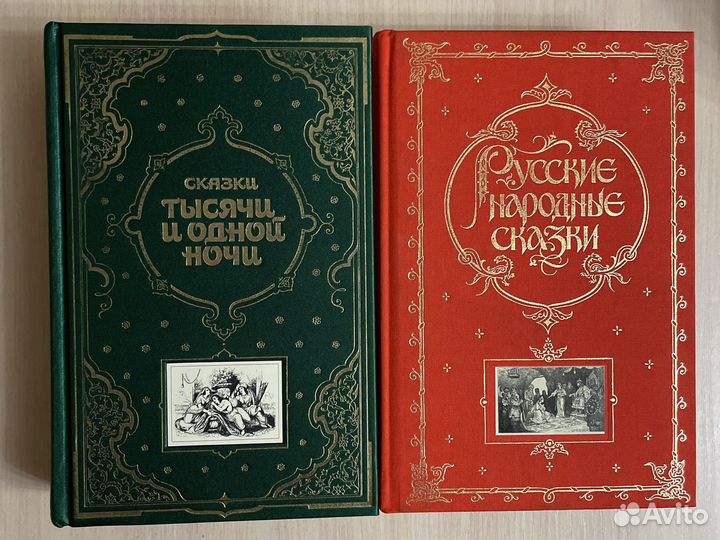 СКАЗКИ
ТЫСЯЧИ
И ОДНОЙ
НОЧИ
РУССКИЕ
НАРОДНЫЕ
СКАЗКИ
Avito